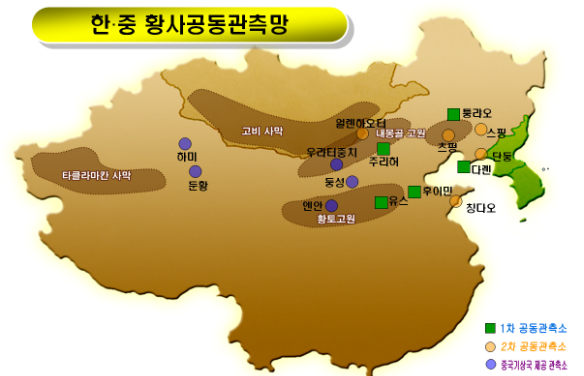 한·중 황사공동관측망
통랴오
얼렌하오터
스핑
고비 사막
내몽골 고원
츠펑
우라터중치
주리허
단둥
하미
다롄
타클라마칸 사막
둔황
둥성
후이민
옌안
유스
칭다오
황토고원
1차 공동관측소
2차 공동관측소
중국기상국 제공 관측소